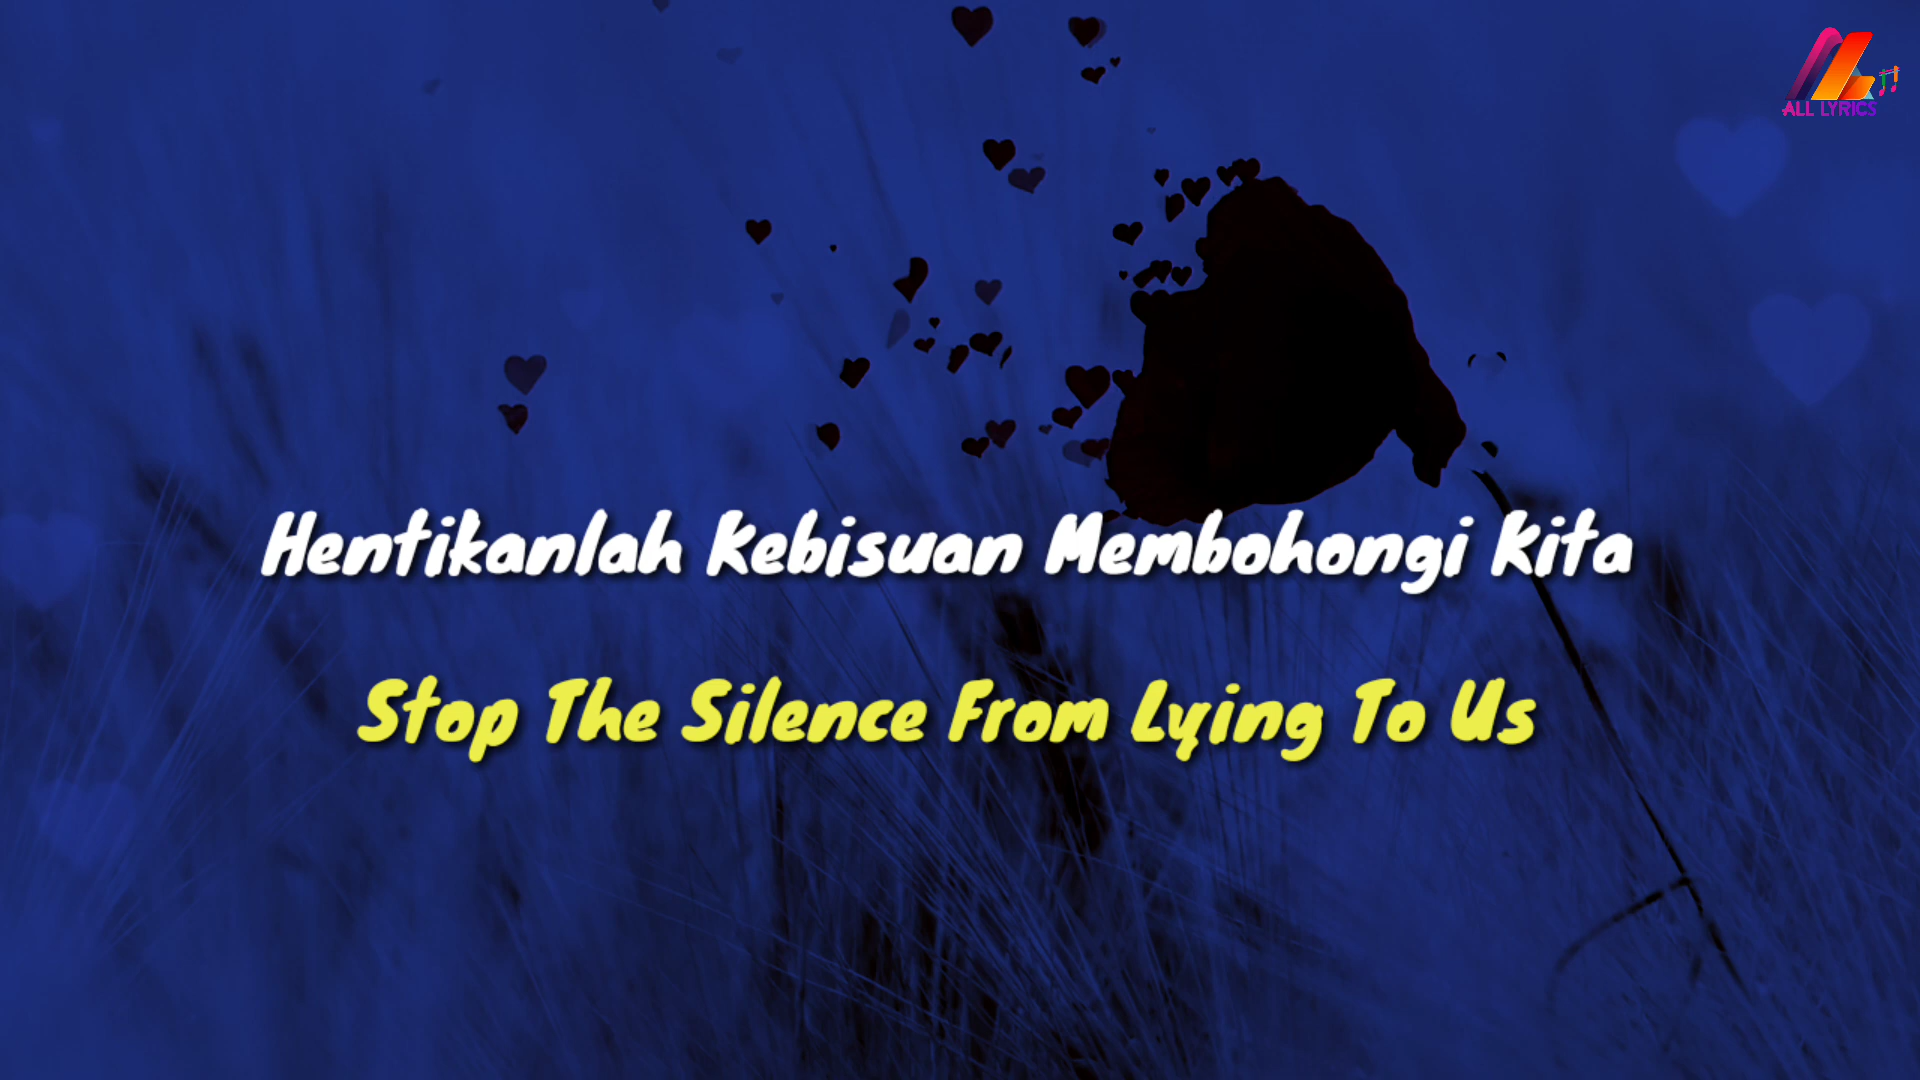 ALL LYRICS
Hentikanlah Kebisuan Membohongi Kita
Stop The Silence From Lying To Us